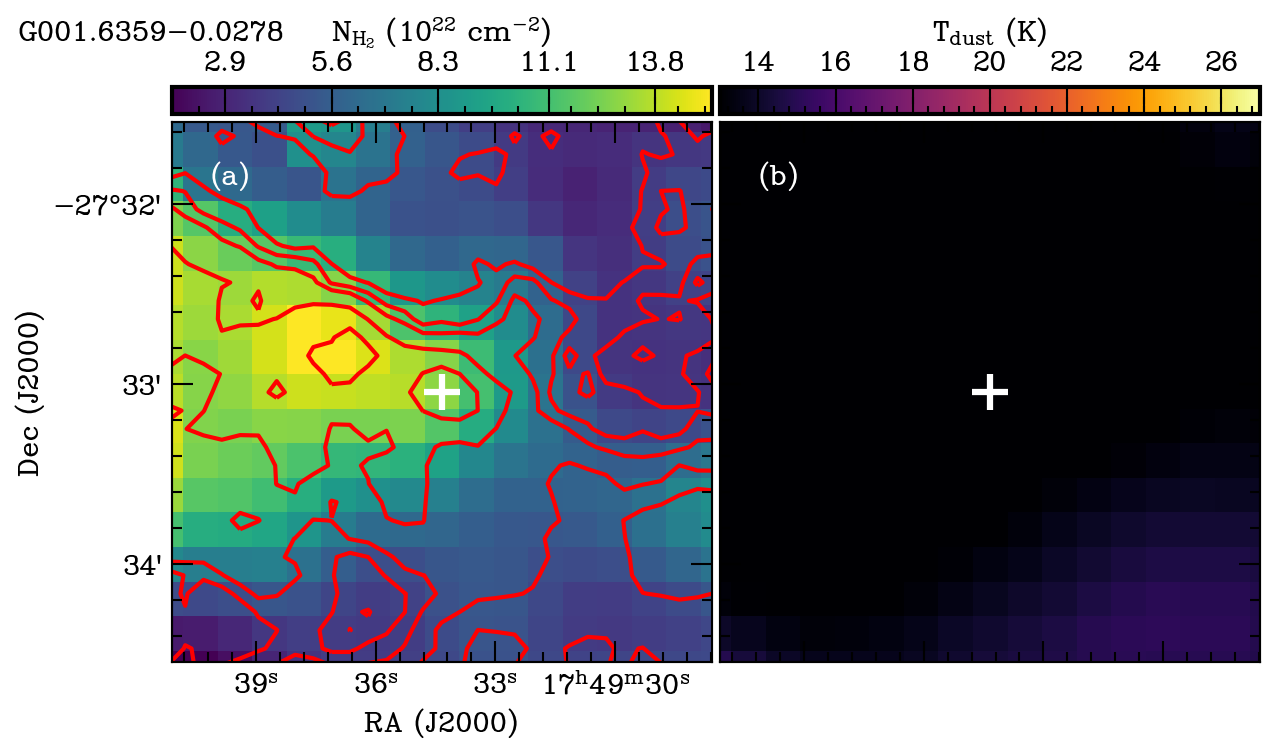 G001.6359−0.0278 N_H₂ (10²² cm⁻²) T_dust (K)
2.9 5.6 8.3 11.1 13.8 14 16 18 20 22 24 26
(a) (b)
−27°32'
33'
34'
Dec (J2000)
39ˢ 36ˢ 33ˢ 17ʰ49ᵐ30ˢ
RA (J2000)